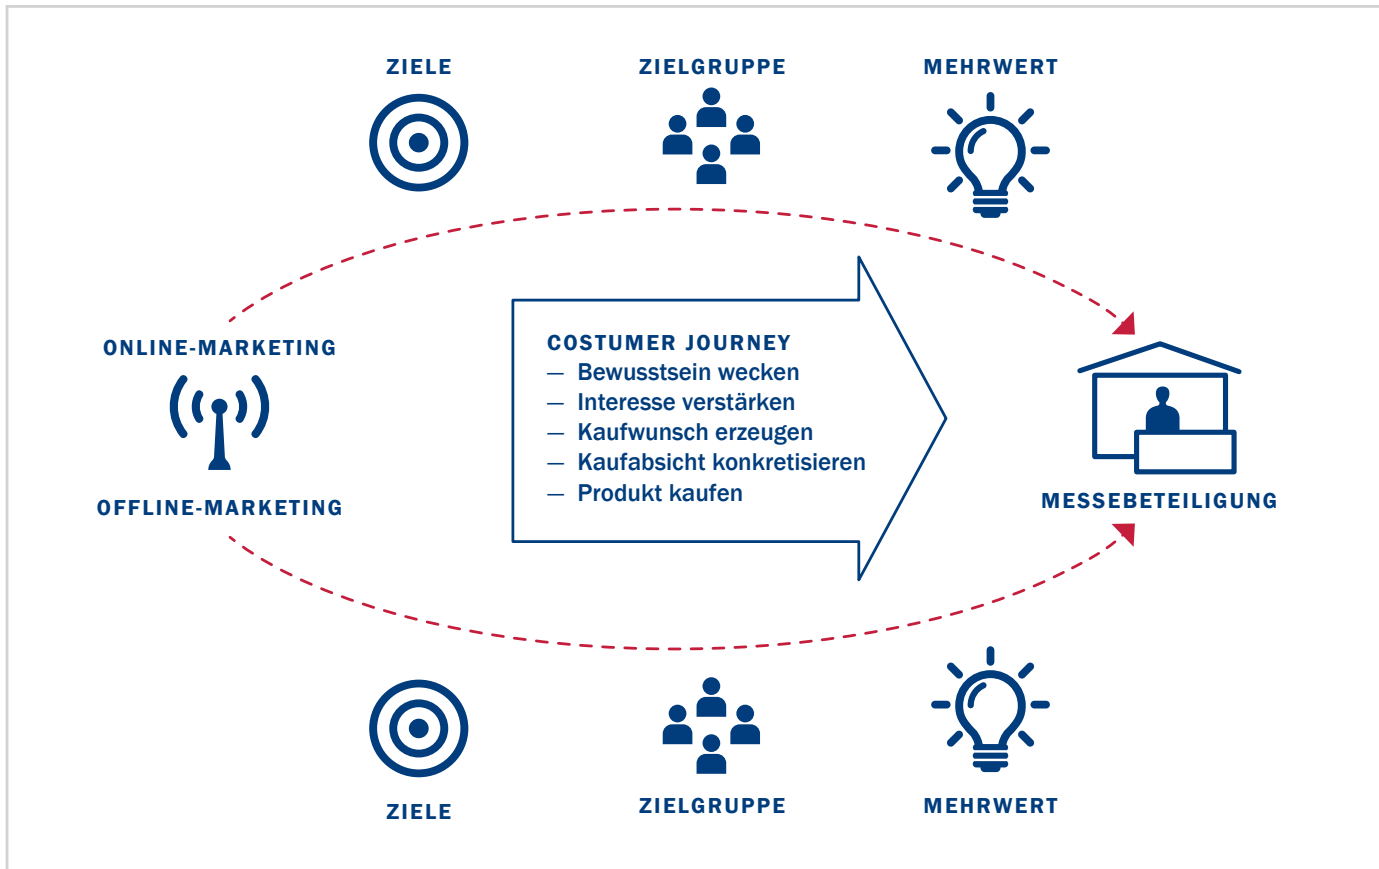 ZIELE
ZIELGRUPPE
MEHRWERT
ONLINE-MARKETING
OFFLINE-MARKETING
COSTUMER JOURNEY
— Bewusstsein wecken
— Interesse verstärken
— Kaufwunsch erzeugen
— Kaufabsicht konkretisieren
— Produkt kaufen
MESSEBETEILIGUNG
ZIELE
ZIELGRUPPE
MEHRWERT